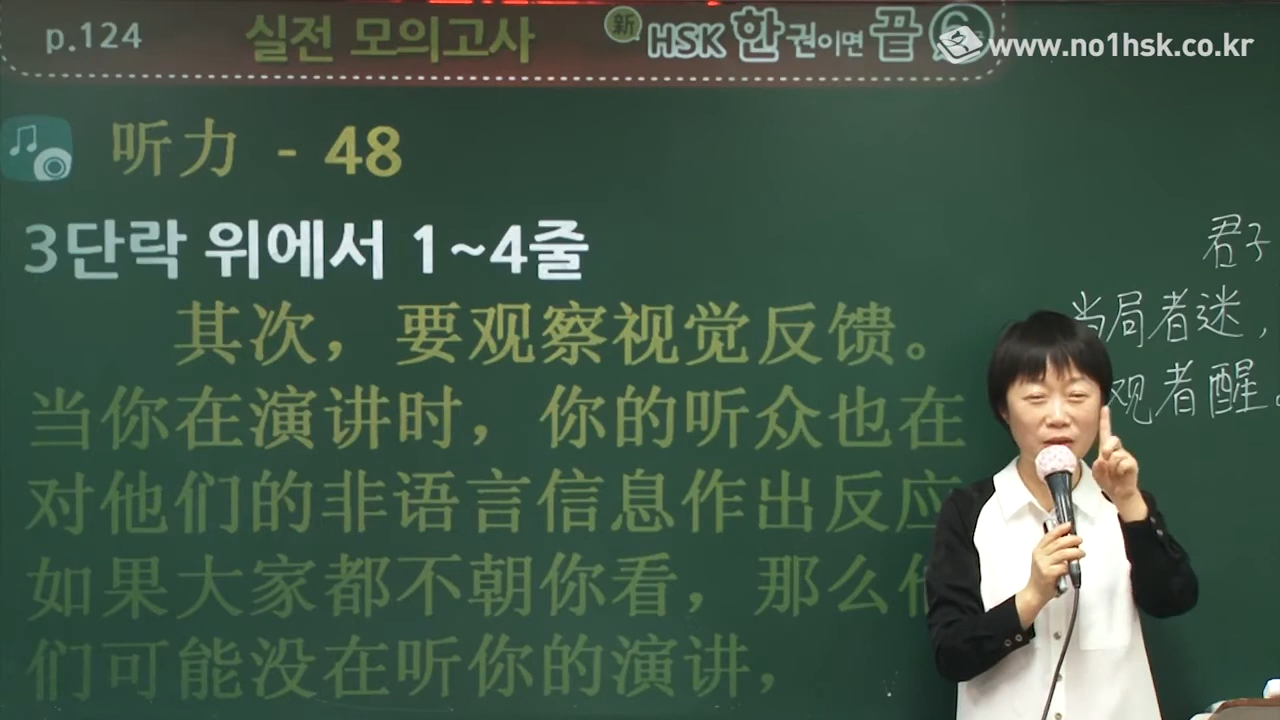 p.124 실전 모의고사 新 HSK 한권이면 끝 6
www.no1hsk.co.kr
听力 - 48
3단락 위에서 1~4줄
其次，要观察视觉反馈。
当你在演讲时，你的听众也在
对他们的非语言信息作出反应
如果大家都不朝你看，那么他
们可能没在听你的演讲，
君子
当局者迷，
观者醒。